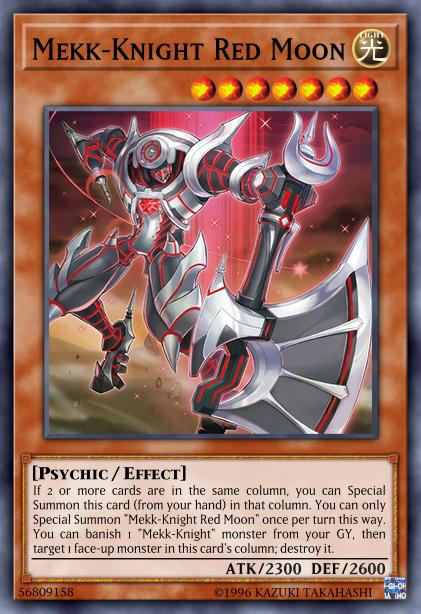 MEKK-KNIGHT RED MOON
LIGHT
光
[PSYCHIC / EFFECT]
If 2 or more cards are in the same column, you can Special
Summon this card (from your hand) in that column. You can only
Special Summon "Mekk-Knight Red Moon" once per turn this way.
You can banish 1 "Mekk-Knight" monster from your GY, then
target 1 face-up monster in this card's column; destroy it.
ATK/2300 DEF/2600
56809158
©1996 KAZUKI TAKAHASHI